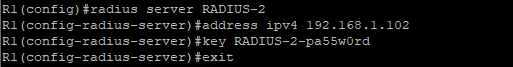 R1(config)#radius server RADIUS-2
R1(config-radius-server)#address ipv4 192.168.1.102
R1(config-radius-server)#key RADIUS-2-pa55w0rd
R1(config-radius-server)#exit